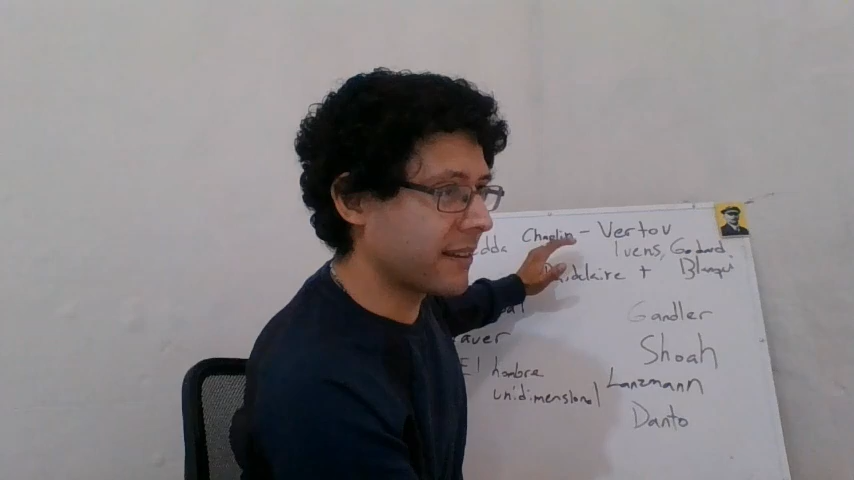 Chaplin - Vertov
Ivens, Godard.
+ Blanqui
Gandler
Shoah
El hombre
Lanzmann
unidimensional
Danto